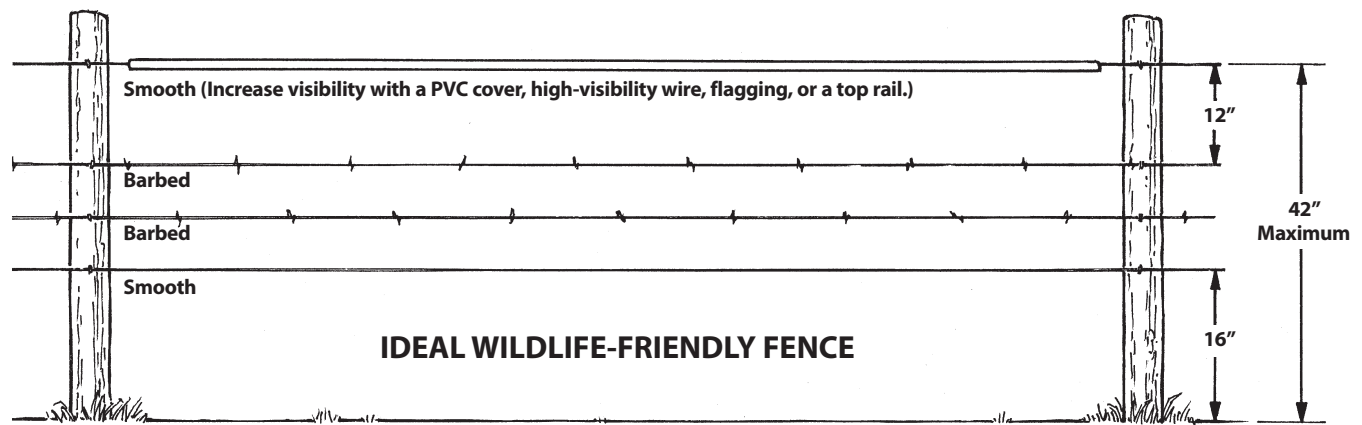 Smooth (Increase visibility with a PVC cover, high-visibility wire, flagging, or a top rail.)
12”
Barbed
Barbed
42”
Maximum
Smooth
16”
IDEAL WILDLIFE-FRIENDLY FENCE